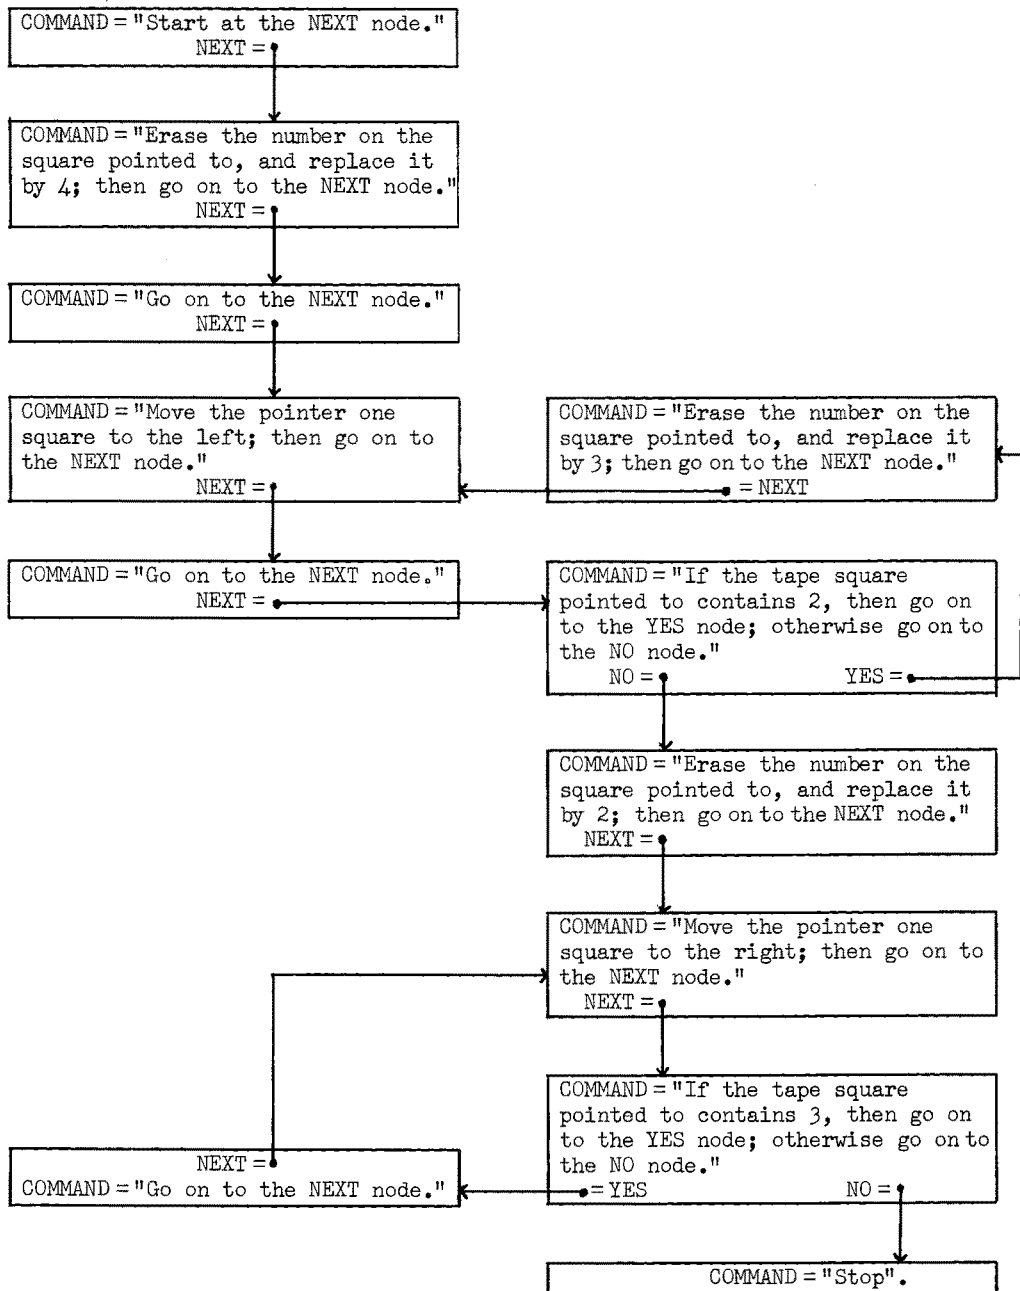 COMMAND = "Start at the NEXT node."
NEXT =
COMMAND = "Erase the number on the
square pointed to, and replace it
by 4; then go on to the NEXT node."
NEXT =
COMMAND = "Go on to the NEXT node."
NEXT =
COMMAND = "Move the pointer one
square to the left; then go on to
the NEXT node."
NEXT =
COMMAND = "Erase the number on the
square pointed to, and replace it
by 3; then go on to the NEXT node."
= NEXT
COMMAND = "Go on to the NEXT node."
NEXT =
COMMAND = "If the tape square
pointed to contains 2, then go on
to the YES node; otherwise go on to
the NO node."
NO = YES =
COMMAND = "Erase the number on the
square pointed to, and replace it
by 2; then go on to the NEXT node."
NEXT =
COMMAND = "Move the pointer one
square to the right; then go on to
the NEXT node."
NEXT =
COMMAND = "If the tape square
pointed to contains 3, then go on
to the YES node; otherwise go on to
the NO node."
= YES NO =
NEXT =
COMMAND = "Go on to the NEXT node."
COMMAND = "Stop".